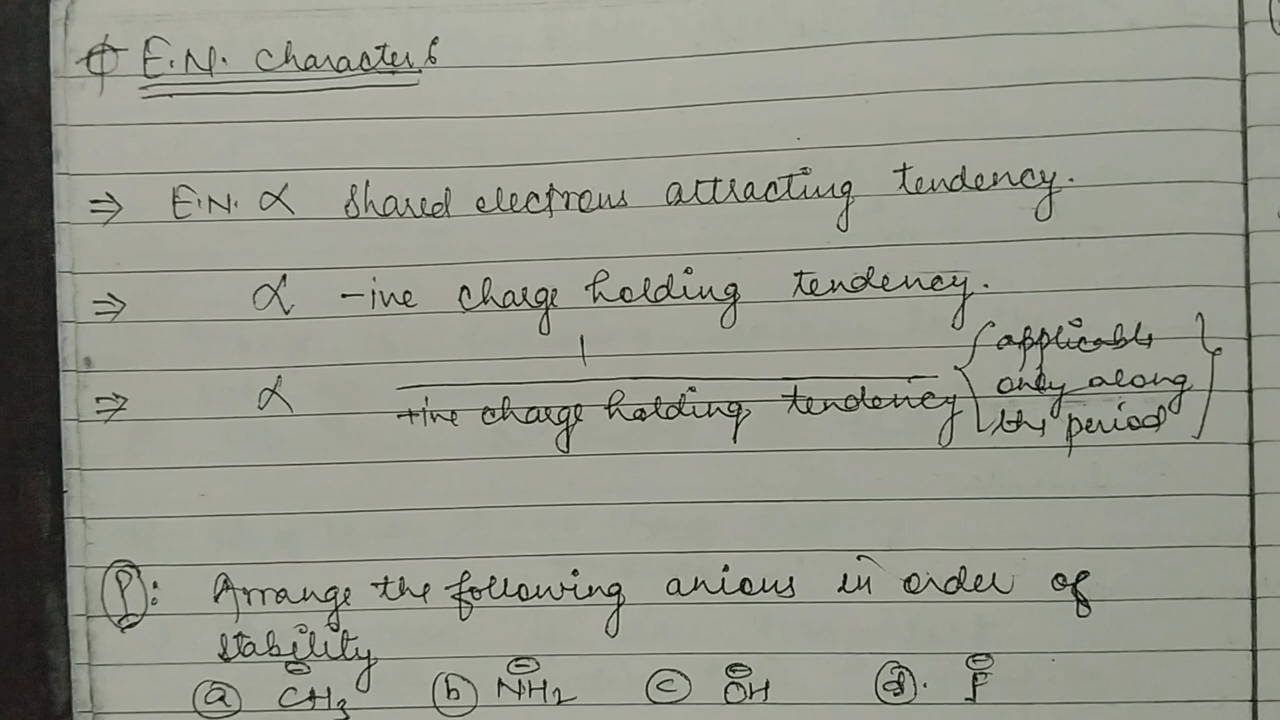 ⌽ E.N. Character :
⇒ E.N. ∝ Shared electrons attracting tendency.
⇒ ∝ -ive charge holding tendency.
⇒ ∝ 1 / +ive charge holding tendency { applicable only along the period }
(P): Arrange the following anions in order of
stability
(a) CH₃⊖ (b) NH₂⊖ (c) OH⊖ (d). F⊖